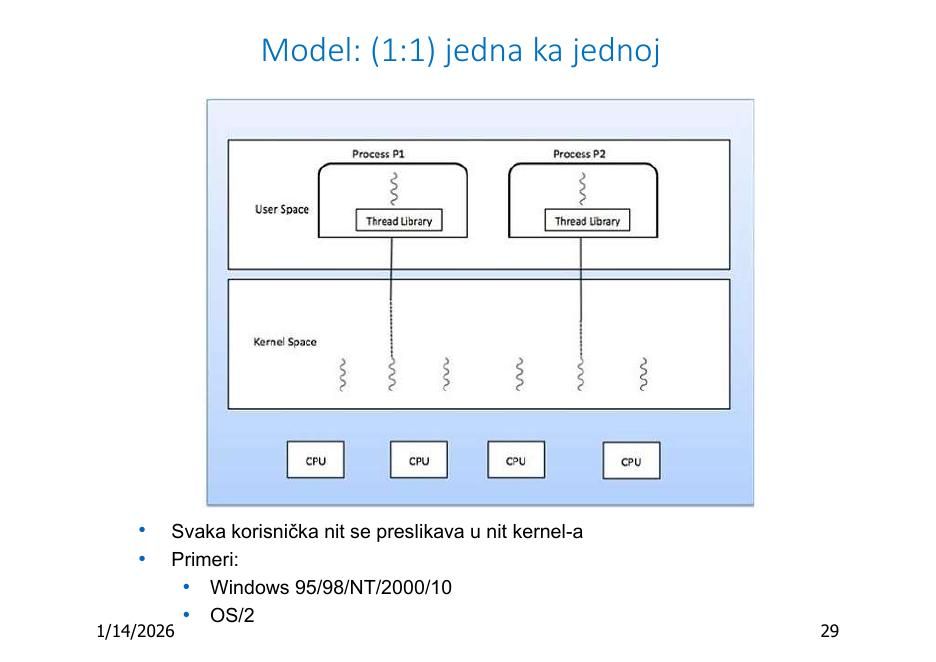 Model: (1:1) jedna ka jednoj
Process P1
Process P2
User Space
Thread Library
Thread Library
Kernel Space
CPU
CPU
CPU
CPU
• Svaka korisnička nit se preslikava u nit kernel-a
• Primeri:
• Windows 95/98/NT/2000/10
• OS/2
1/14/2026
29